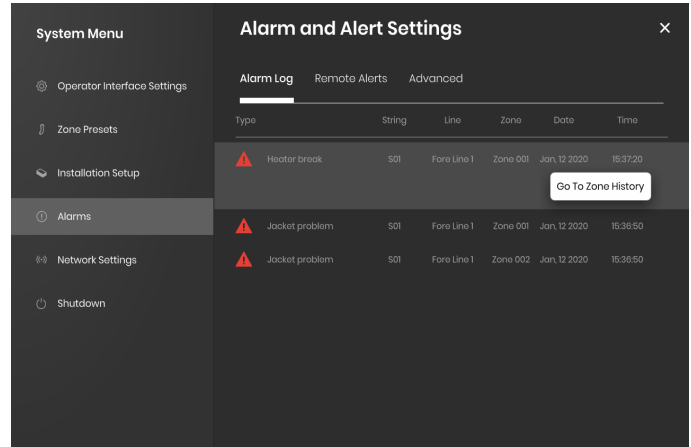 System Menu
Operator Interface Settings
Zone Presets
Installation Setup
Alarms
Network Settings
Shutdown
Alarm and Alert Settings
Alarm Log Remote Alerts Advanced
Type String Line Zone Date Time
Heater break S01 Fore Line 1 Zone 001 Jan, 12 2020 15:37:20
Go To Zone History
Jacket problem S01 Fore Line 1 Zone 001 Jan, 12 2020 15:36:50
Jacket problem S01 Fore Line 1 Zone 002 Jan, 12 2020 15:36:50